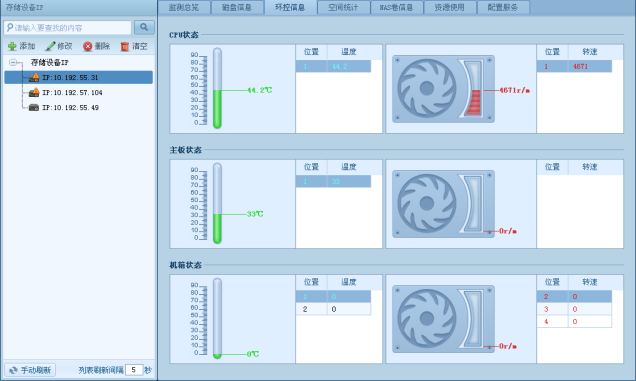 存储设备IP
请输入要查找的内容
添加 修改 删除 清空
存储设备IP
IP:10.192.55.31
IP:10.192.57.104
IP:10.192.55.49
手动刷新 列表刷新间隔 5 秒
监测总览 磁盘信息 环控信息 空间统计 NAS卷信息 资源使用 配置服务
CPU状态
90
80
70
60
50
40
30
20
10
0
44.2℃
位置 温度
1 44.2
4671r/m
位置 转速
1 4671
主板状态
90
80
70
60
50
40
30
20
10
0
33℃
位置 温度
1 33
0r/m
位置 转速
机箱状态
90
80
70
60
50
40
30
20
10
0
0℃
位置 温度
1 0
2 0
0r/m
位置 转速
2 0
3 0
4 0